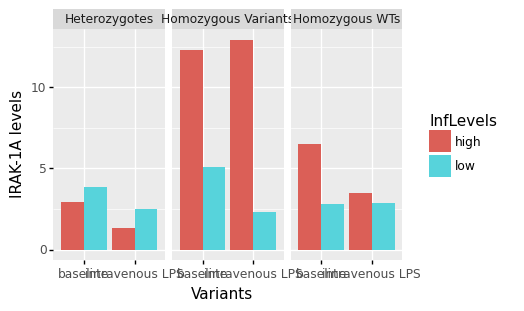 Heterozygotes Homozygous Variants Homozygous WTs
10
5
0
IRAK-1A levels
baseline intravenous LPS baseline intravenous LPS baseline intravenous LPS
Variants
InfLevels
high
low